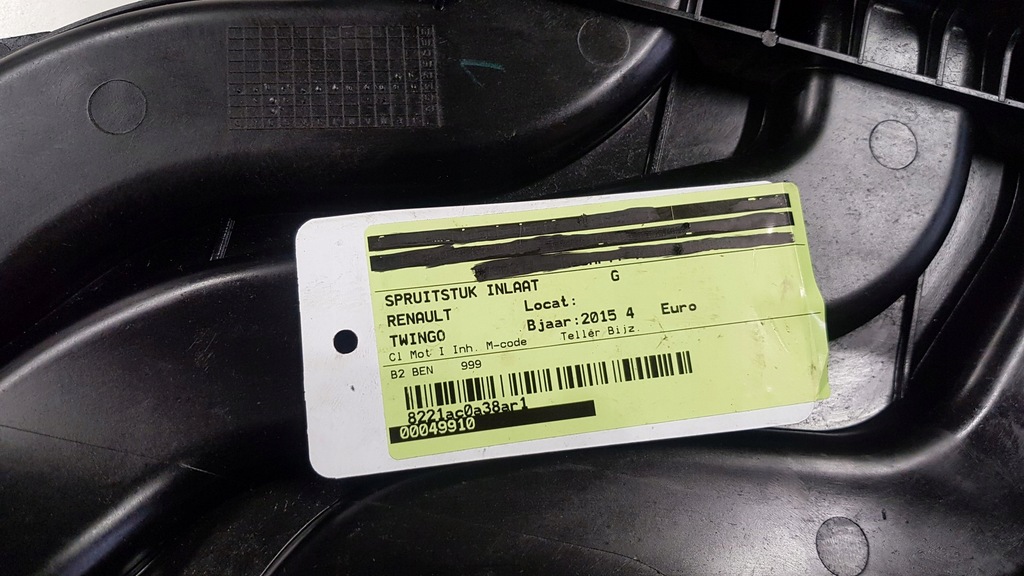 SPRUITSTUK INLAAT G
RENAULT Locat:
TWINGO Bjaar:2015 4 Euro
Cl Mot I Inh. M-code Teller Bijz.
B2 BEN 999
8221ac0a38ar1
00049910